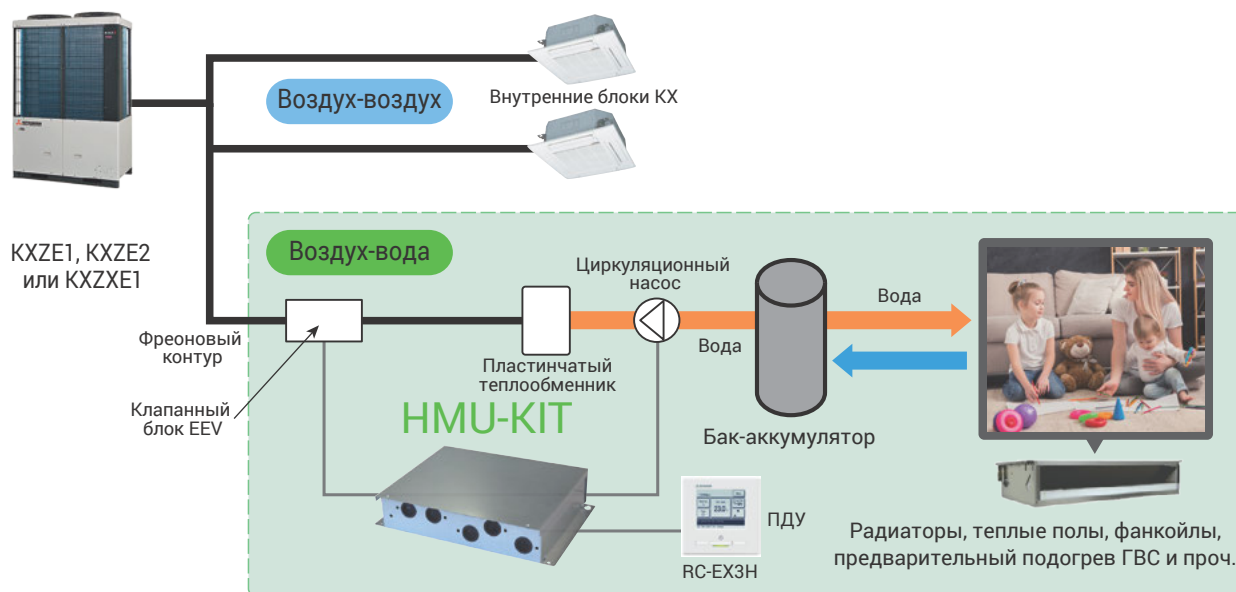 Воздух-воздух
Внутренние блоки KX
KXZE1, KXZE2
или KXZXE1
Воздух-вода
Фреоновый
контур
Клапанный
блок EEV
Пластинчатый
теплообменник
Циркуляционный
насос
Вода
Вода
Бак-аккумулятор
HMU-KIT
ПДУ
RC-EX3H
Радиаторы, теплые полы, фанкойлы,
предварительный подогрев ГВС и проч.